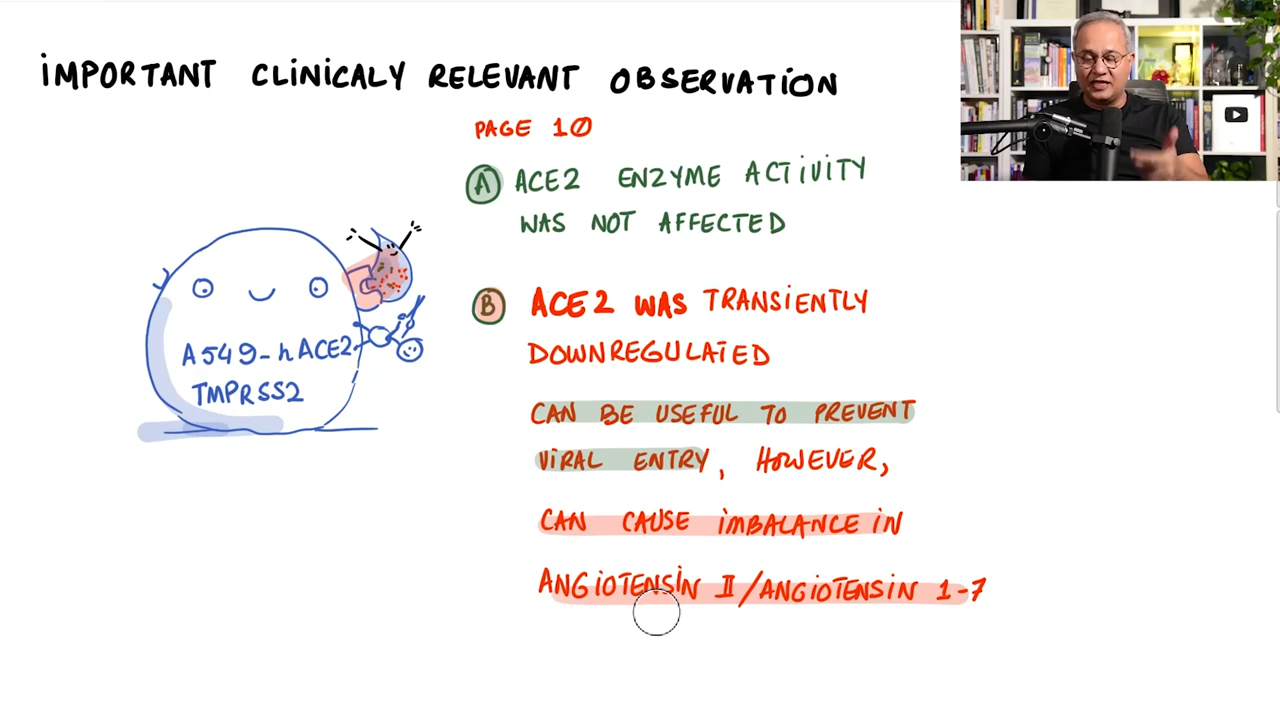 IMPORTANT CLINICALY RELEVANT OBSERVATION
PAGE 10
A ACE2 ENZYME ACTIVITY
WAS NOT AFFECTED
B ACE2 WAS TRANSIENTLY
DOWNREGULATED
CAN BE USEFUL TO PREVENT
VIRAL ENTRY, HOWEVER,
CAN CAUSE IMBALANCE IN
ANGIOTENSIN II/ANGIOTENSIN 1-7
A549-hACE2
TMPRSS2